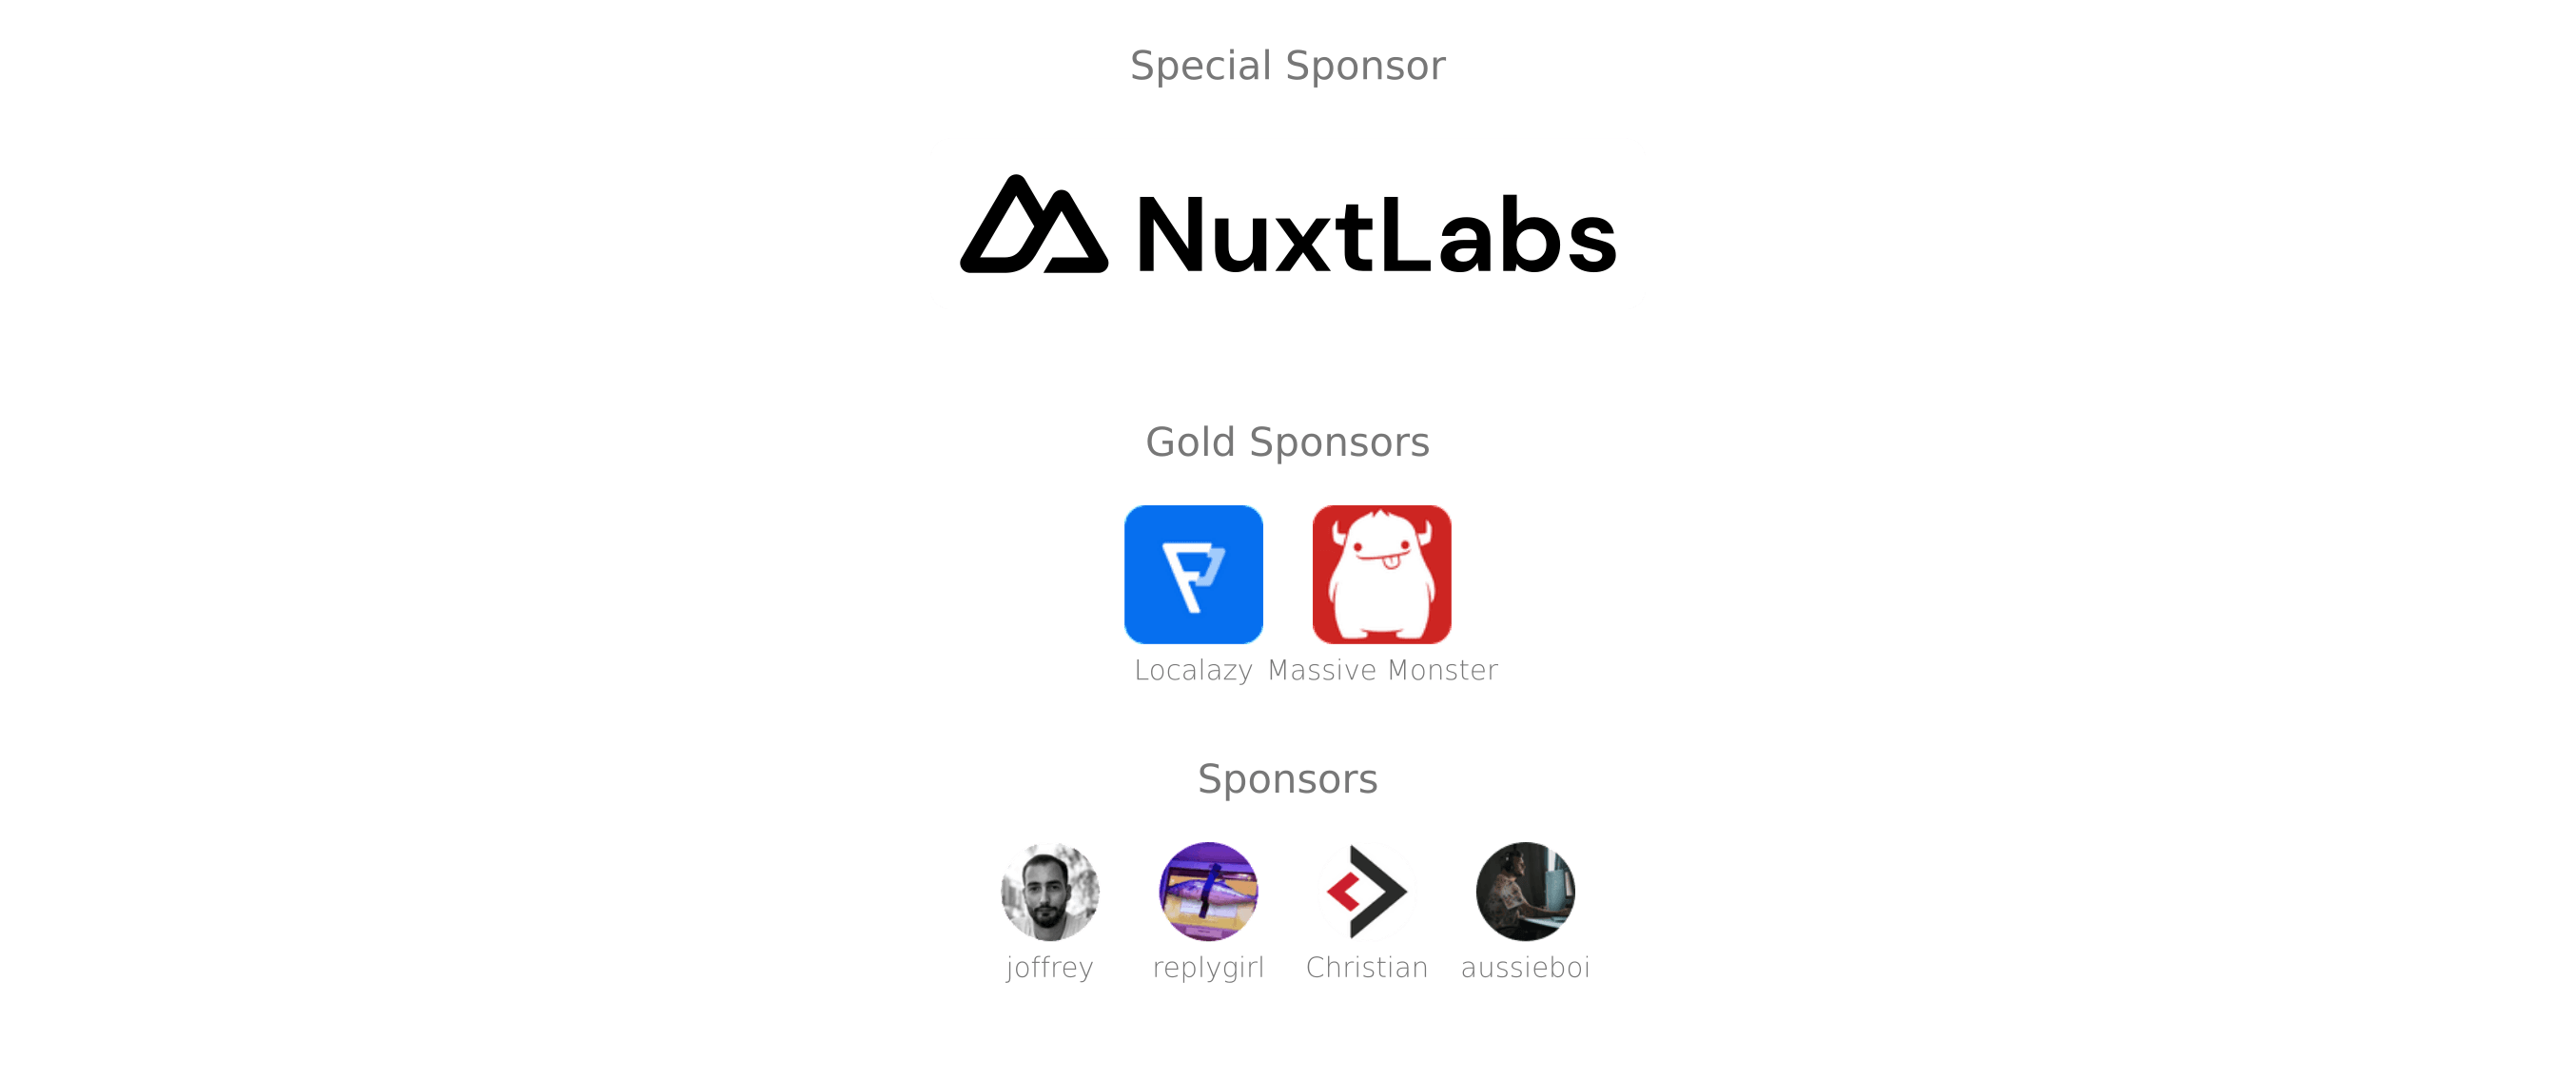 Special Sponsor
NuxtLabs
Gold Sponsors
Localazy Massive Monster
Sponsors
joffrey replygirl Christian aussieboi